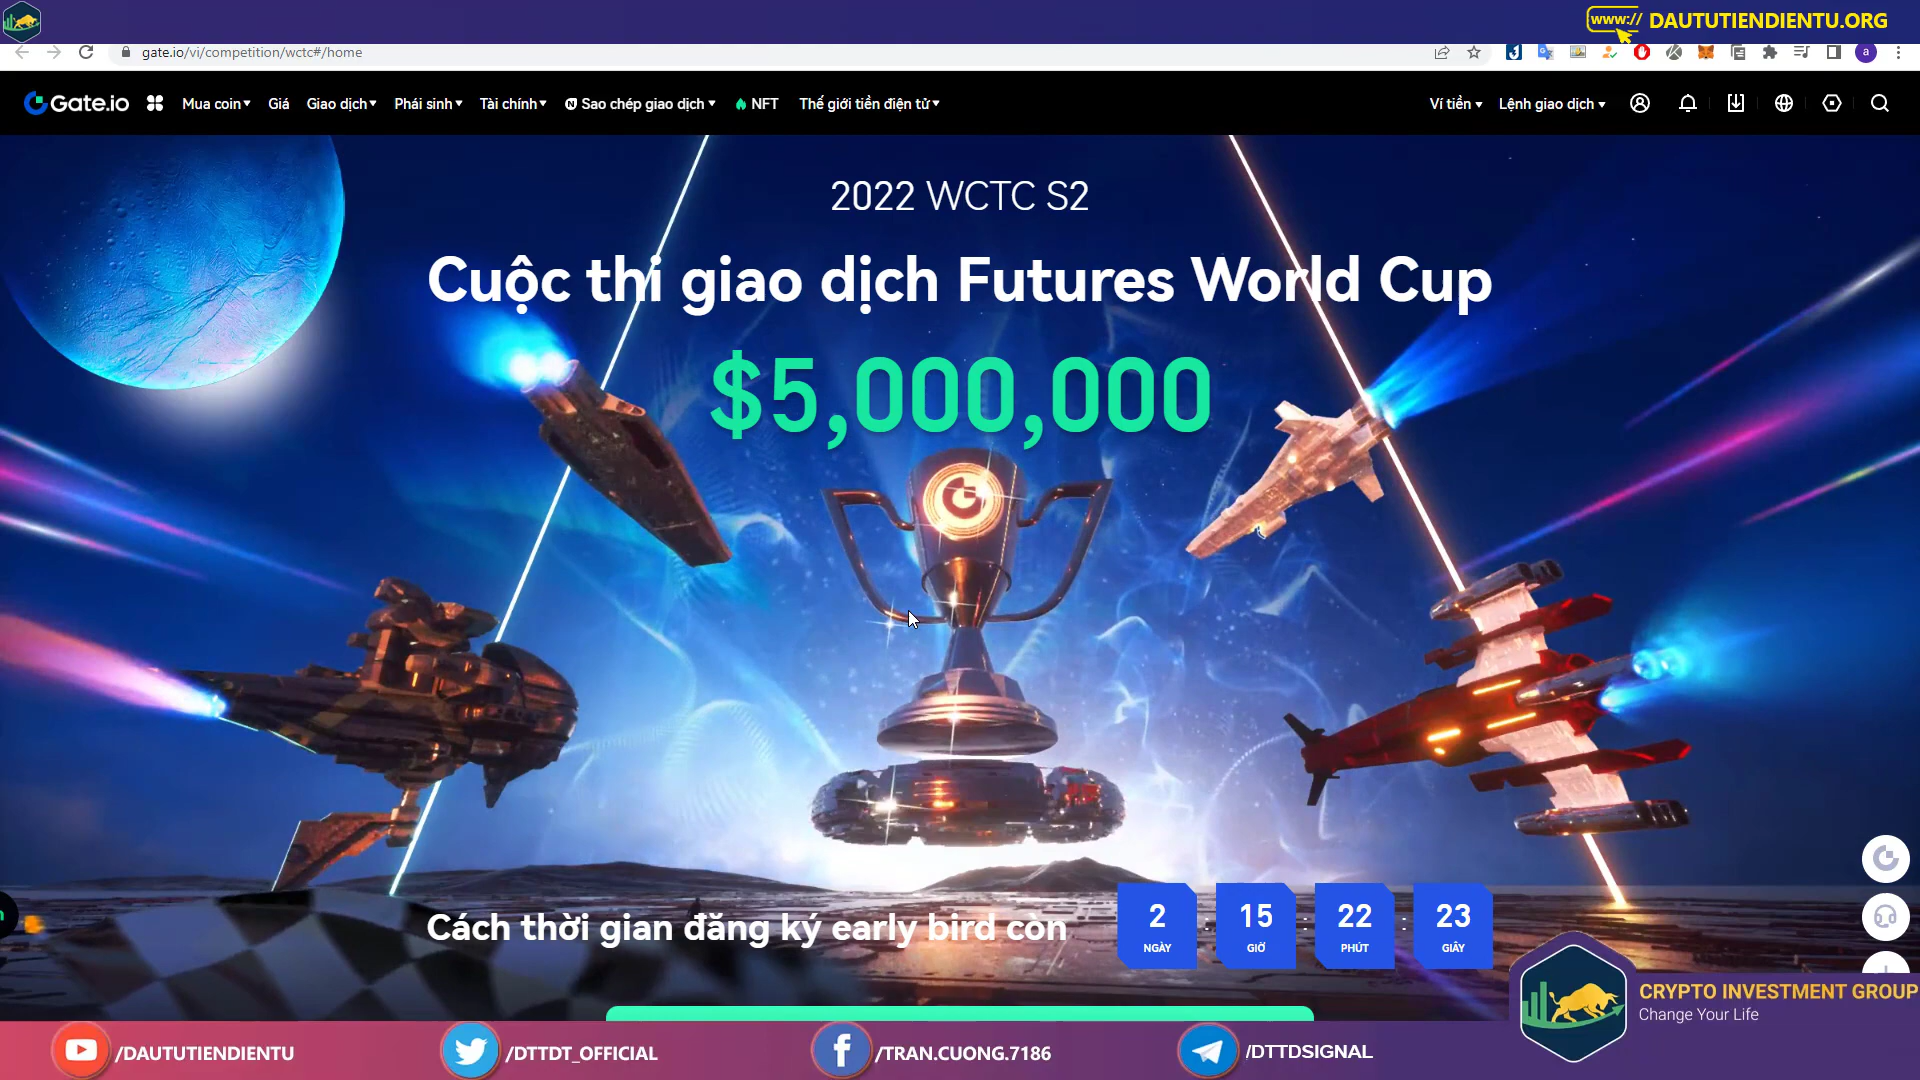 www:// DAUTUTIENDIENTU.ORG
gate.io/vi/competition/wctc#/home
a
Gate.io
Mua coin
Giá
Giao dịch
Phái sinh
Tài chính
Sao chép giao dịch
NFT
Thế giới tiền điện tử
Ví tiền
Lệnh giao dịch
2022 WCTC S2
Cuộc thi giao dịch Futures World Cup
$5,000,000
Cách thời gian đăng ký early bird còn
2 : 15 : 22 : 23
NGÀY GIỜ PHÚT GIÂY
CRYPTO INVESTMENT GROUP
Change Your Life
/DAUTUTIENDIENTU
/DTTDT_OFFICIAL
/TRAN.CUONG.7186
/DTTDSIGNAL